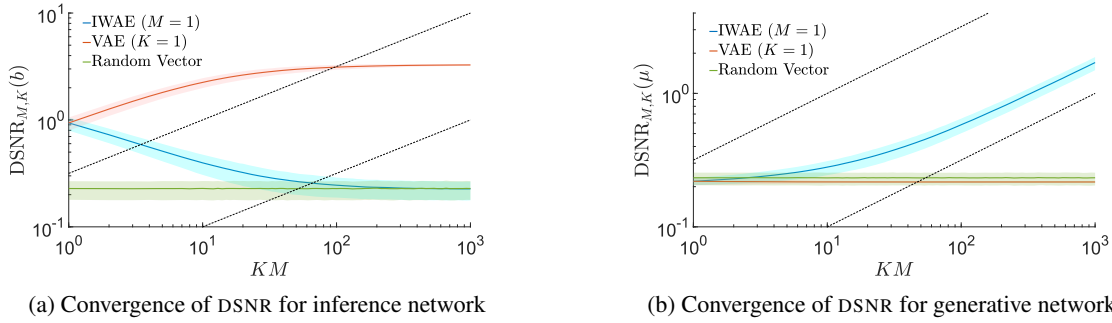 IWAE (M = 1)
VAE (K = 1)
Random Vector
DSNR_{M,K}(b)
10^1
10^0
10^{-1}
10^0 10^1 10^2 10^3
KM
(a) Convergence of DSNR for inference network
IWAE (M = 1)
VAE (K = 1)
Random Vector
DSNR_{M,K}(μ)
10^0
10^{-1}
10^0 10^1 10^2 10^3
KM
(b) Convergence of DSNR for generative network